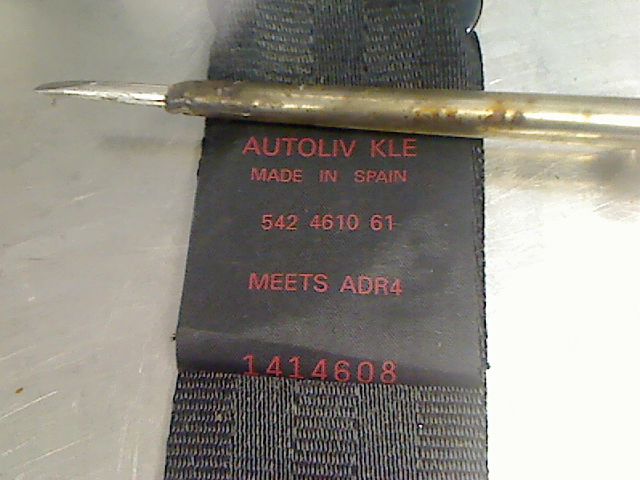 AUTOLIV KLE
MADE IN SPAIN
542 4610 61
MEETS ADR4
1414608